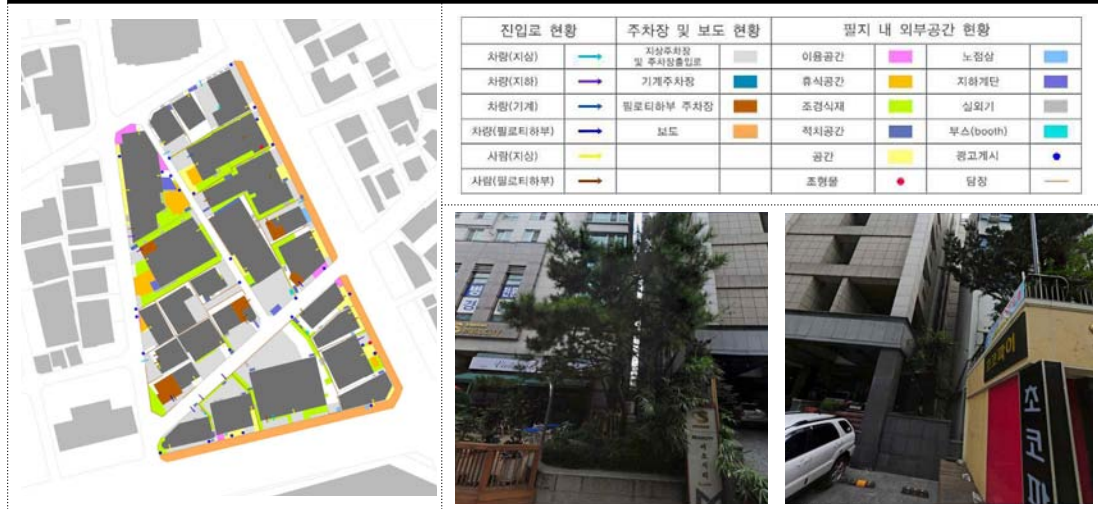 진입로 현황 주차장 및 보도 현황 필지 내 외부공간 현황
차량(지상) 지상주차장 및 주차장출입로 이용공간 노점상
차량(지하) 기계주차장 휴식공간 지하계단
차량(기계) 필로티하부 주차장 조경식재 실외기
차량(필로티하부) 보도 적치공간 부스(booth)
사람(지상) 공간 광고게시
사람(필로티하부) 조형물 담장
초코파이
초
코